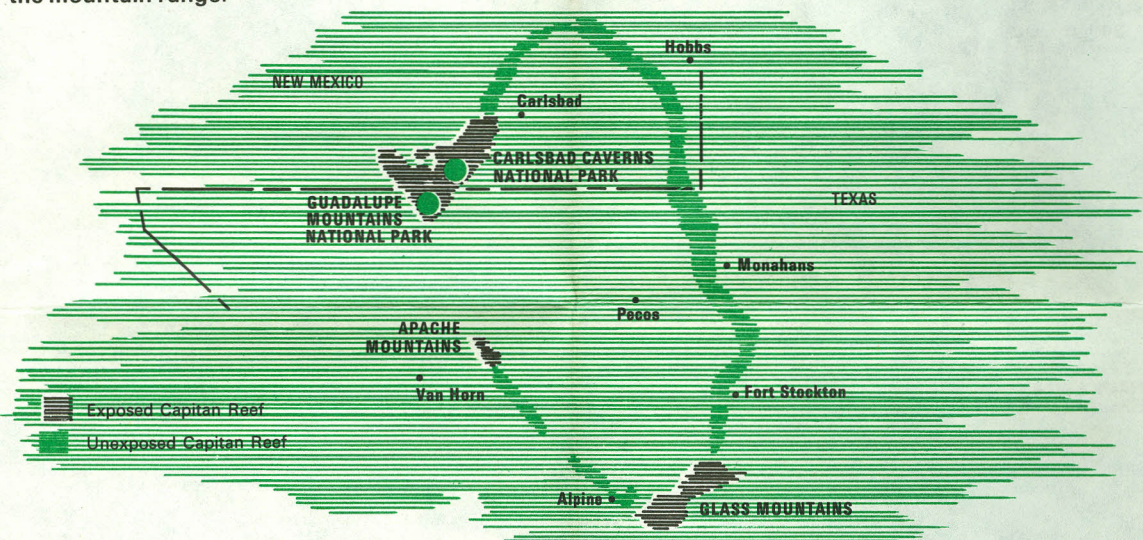 the mountain range.
Hobbs
NEW MEXICO
Carlsbad
CARLSBAD CAVERNS
NATIONAL PARK
TEXAS
GUADALUPE
MOUNTAINS
NATIONAL PARK
Monahans
Pecos
APACHE
MOUNTAINS
Van Horn
Fort Stockton
Exposed Capitan Reef
Unexposed Capitan Reef
Alpine
GLASS MOUNTAINS